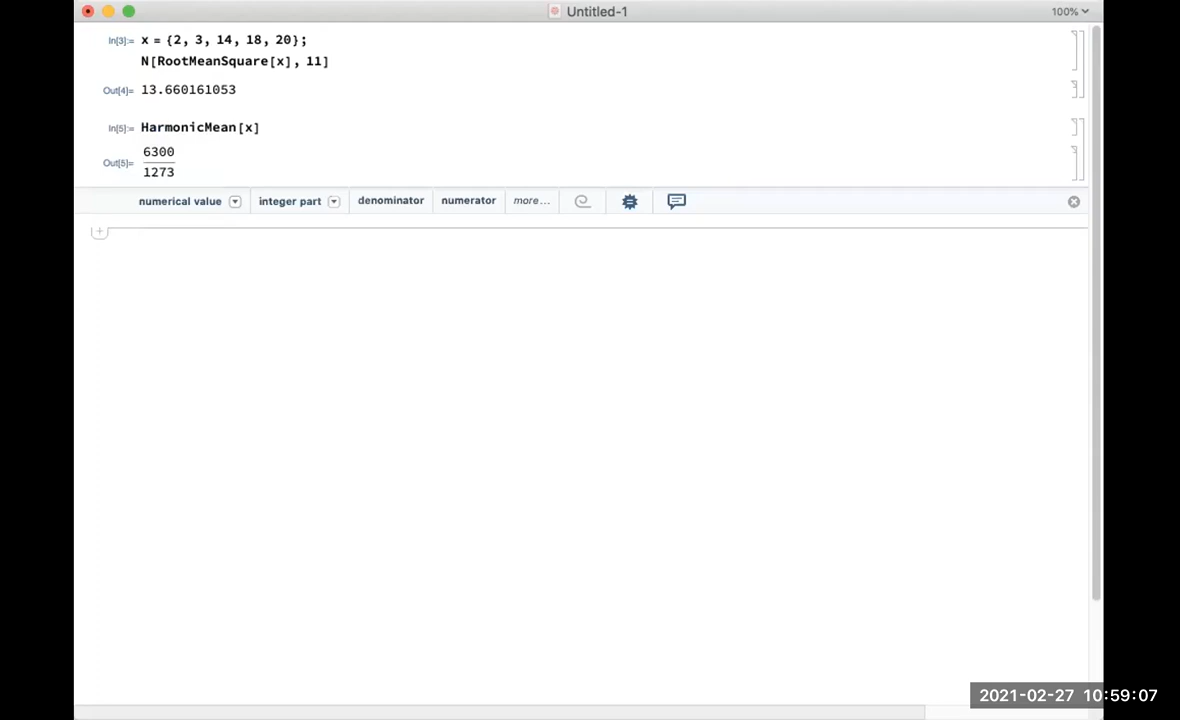 Untitled-1
100%
In[3]:= x = {2, 3, 14, 18, 20};
N[RootMeanSquare[x], 11]
Out[4]= 13.660161053
In[5]:= HarmonicMean[x]
6300
Out[5]=
1273
numerical value integer part denominator numerator more...
2021-02-27 10:59:07